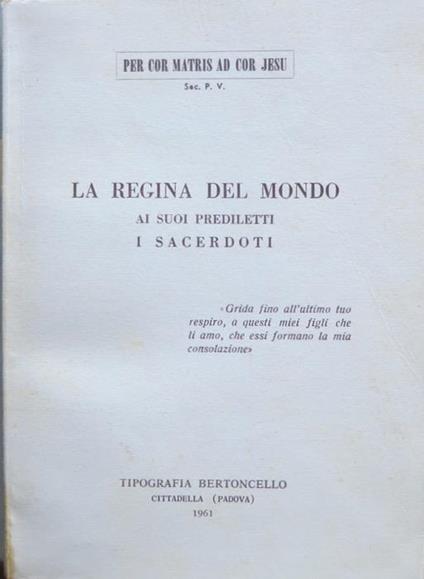 PER COR MATRIS AD COR JESU
Sac. P. V.
LA REGINA DEL MONDO
AI SUOI PREDILETTI
I SACERDOTI
«Grida fino all'ultimo tuo
respiro, a questi miei figli che
li amo, che essi formano la mia
consolazione»
TIPOGRAFIA BERTONCELLO
CITTADELLA (PADOVA)
1961